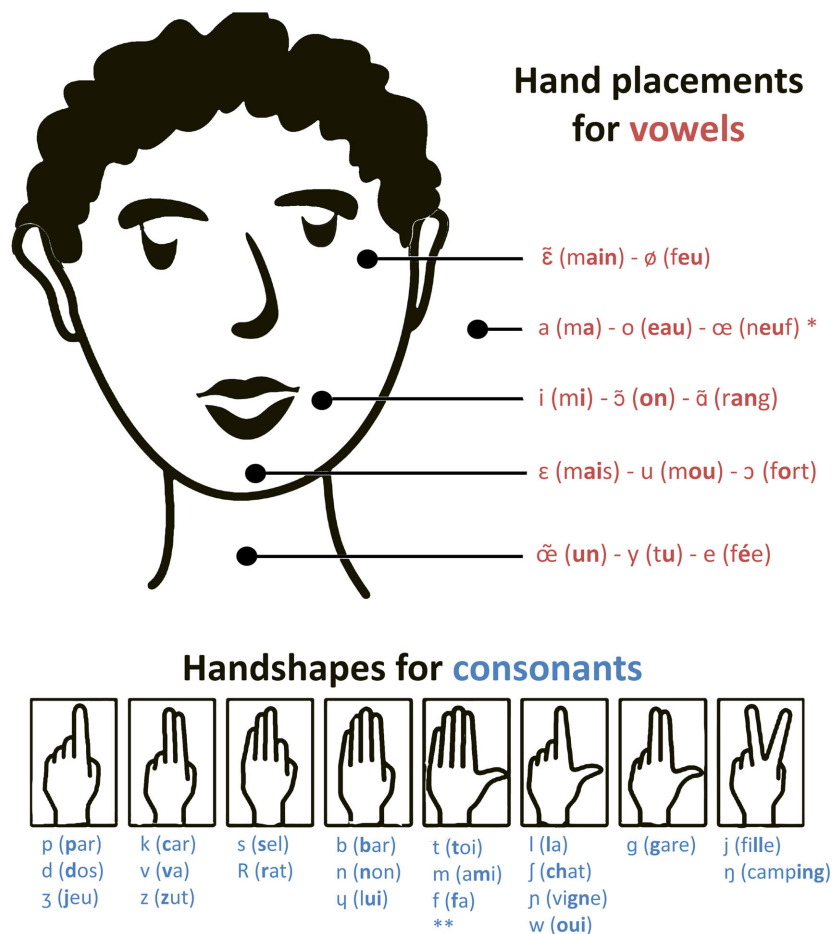 Hand placements
for vowels
ɛ̃ (main) - ø (feu)
a (ma) - o (eau) - œ (neuf) *
i (mi) - ɔ̃ (on) - ɑ̃ (rang)
ɛ (mais) - u (mou) - ɔ (fort)
œ̃ (un) - y (tu) - e (fée)
Handshapes for consonants
p (par)
d (dos)
ʒ (jeu)
k (car)
v (va)
z (zut)
s (sel)
R (rat)
b (bar)
n (non)
ɥ (lui)
t (toi)
m (ami)
f (fa)
**
l (la)
ʃ (chat)
ɲ (vigne)
w (oui)
g (gare)
j (fille)
ŋ (camping)